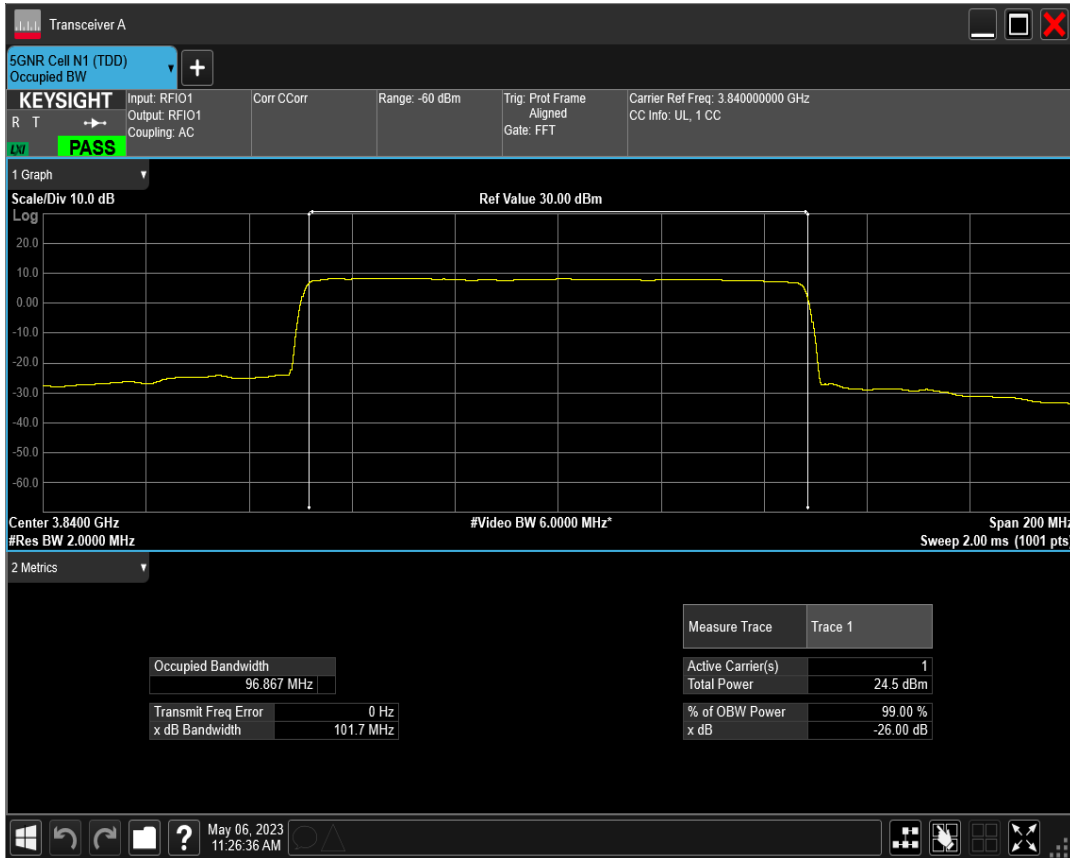 Transceiver A
5GNR Cell N1 (TDD)
Occupied BW
+
KEYSIGHT
R T
LXI
PASS
Input: RFIO1
Output: RFIO1
Coupling: AC
Corr CCorr
Range: -60 dBm
Trig: Prot Frame
Aligned
Gate: FFT
Carrier Ref Freq: 3.840000000 GHz
CC Info: UL, 1 CC
1 Graph
Scale/Div 10.0 dB
Ref Value 30.00 dBm
Log
20.0
10.0
0.00
-10.0
-20.0
-30.0
-40.0
-50.0
-60.0
Center 3.8400 GHz
#Video BW 6.0000 MHz*
Span 200 MHz
#Res BW 2.0000 MHz
Sweep 2.00 ms (1001 pts)
2 Metrics
Measure Trace Trace 1
Occupied Bandwidth
96.867 MHz
Active Carrier(s) 1
Total Power 24.5 dBm
Transmit Freq Error 0 Hz
x dB Bandwidth 101.7 MHz
% of OBW Power 99.00 %
x dB -26.00 dB
?
May 06, 2023
11:26:36 AM